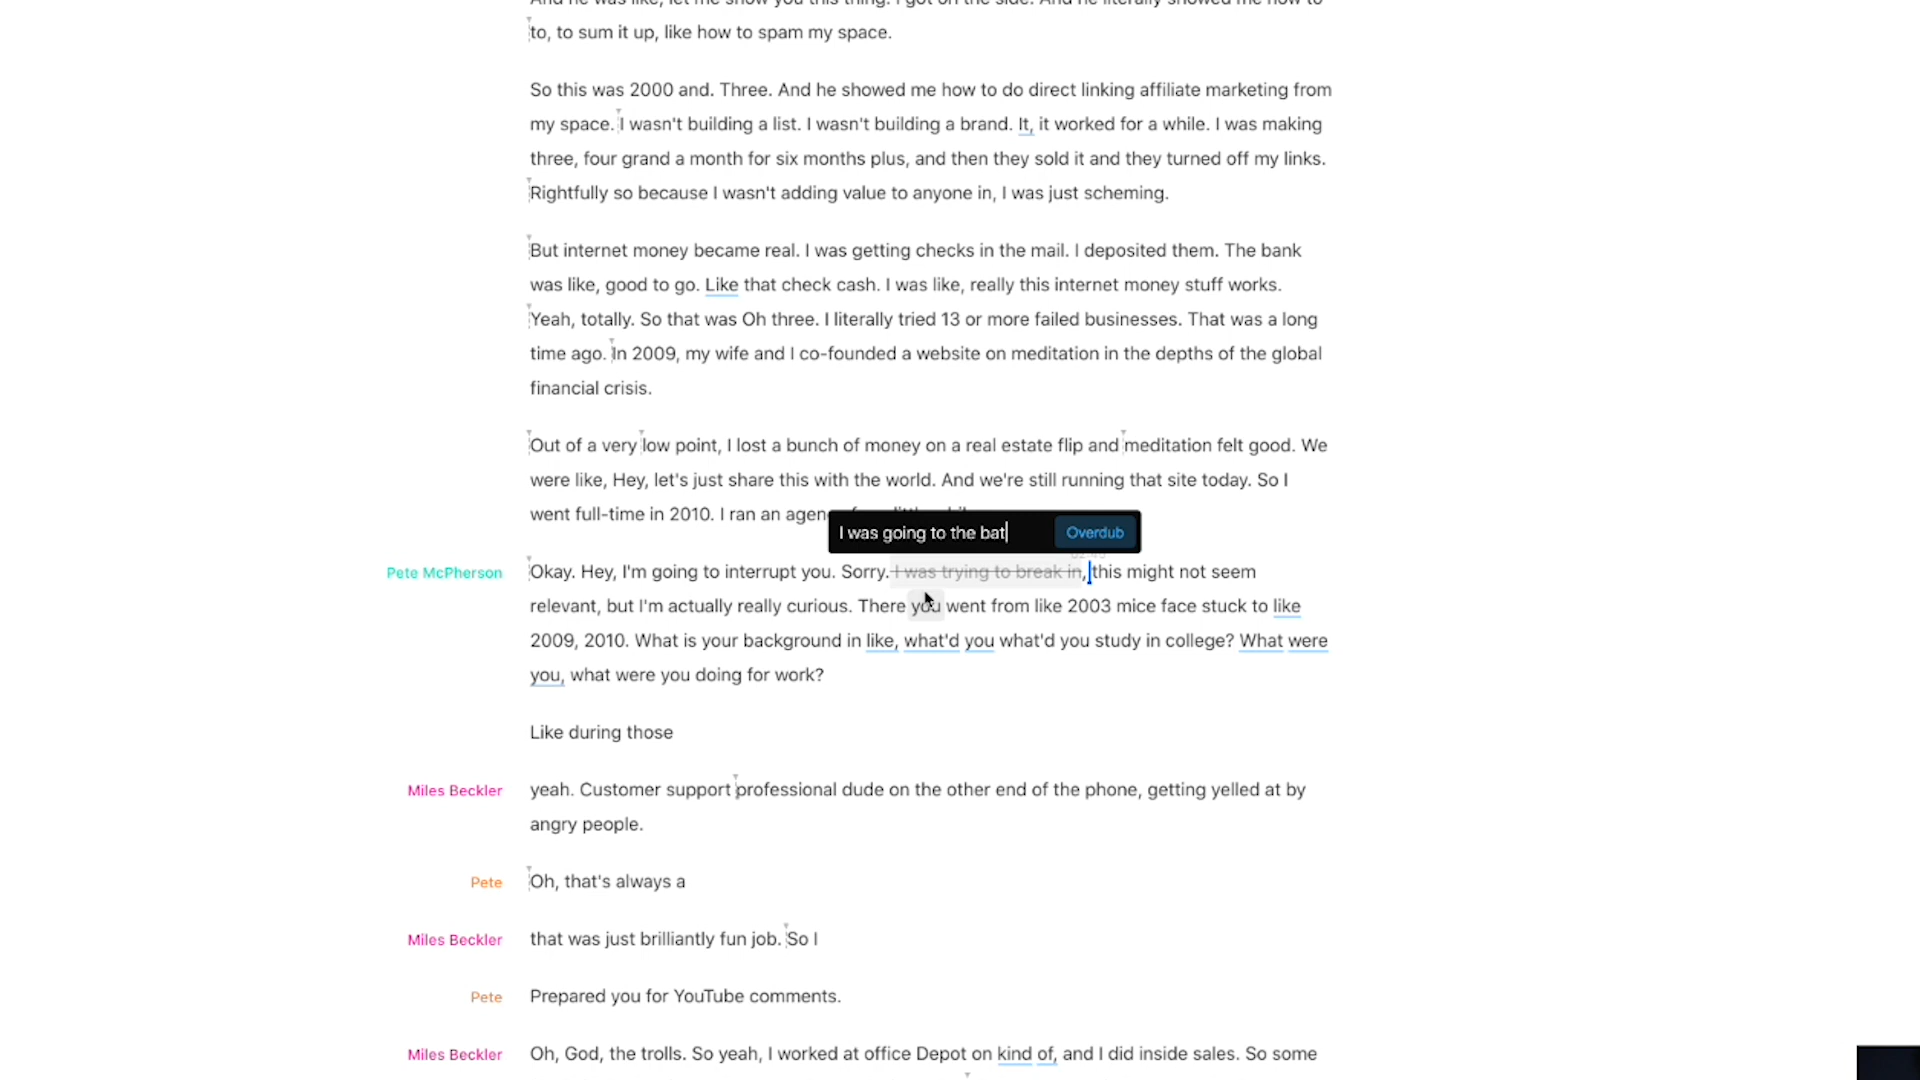 to, to sum it up, like how to spam my space.
So this was 2000 and. Three. And he showed me how to do direct linking affiliate marketing from
my space. I wasn't building a list. I wasn't building a brand. It, it worked for a while. I was making
three, four grand a month for six months plus, and then they sold it and they turned off my links.
Rightfully so because I wasn't adding value to anyone in, I was just scheming.
But internet money became real. I was getting checks in the mail. I deposited them. The bank
was like, good to go. Like that check cash. I was like, really this internet money stuff works.
Yeah, totally. So that was Oh three. I literally tried 13 or more failed businesses. That was a long
time ago. In 2009, my wife and I co-founded a website on meditation in the depths of the global
financial crisis.
Out of a very low point, I lost a bunch of money on a real estate flip and meditation felt good. We
were like, Hey, let's just share this with the world. And we're still running that site today. So I
went full-time in 2010. I ran an agen
I was going to the bat Overdub
Pete McPherson Okay. Hey, I'm going to interrupt you. Sorry. I was trying to break in, this might not seem
relevant, but I'm actually really curious. There you went from like 2003 mice face stuck to like
2009, 2010. What is your background in like, what'd you what'd you study in college? What were
you, what were you doing for work?
Like during those
Miles Beckler yeah. Customer support professional dude on the other end of the phone, getting yelled at by
angry people.
Pete Oh, that's always a
Miles Beckler that was just brilliantly fun job. So I
Pete Prepared you for YouTube comments.
Miles Beckler Oh, God, the trolls. So yeah, I worked at office Depot on kind of, and I did inside sales. So some